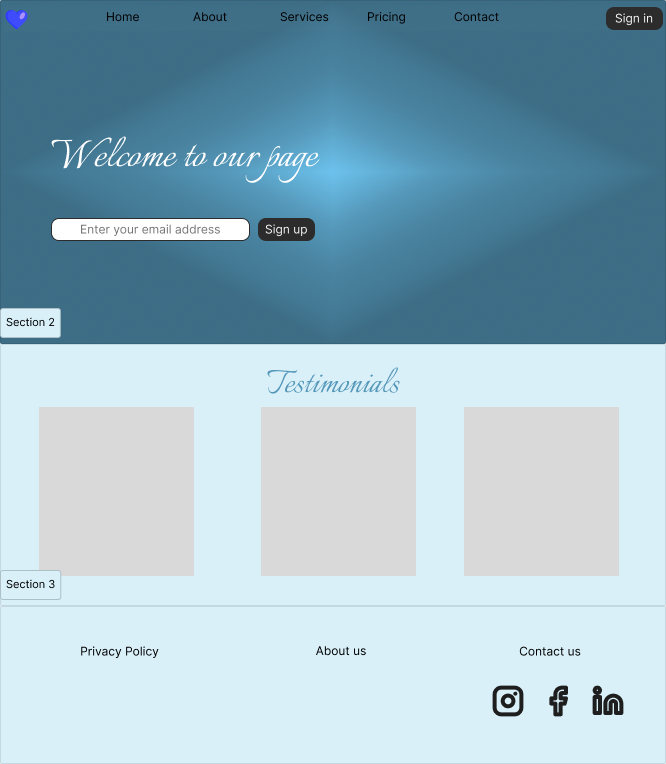 Home About Services Pricing Contact Sign in
Welcome to our page
Enter your email address Sign up
Section 2
Testimonials
Section 3
Privacy Policy About us Contact us